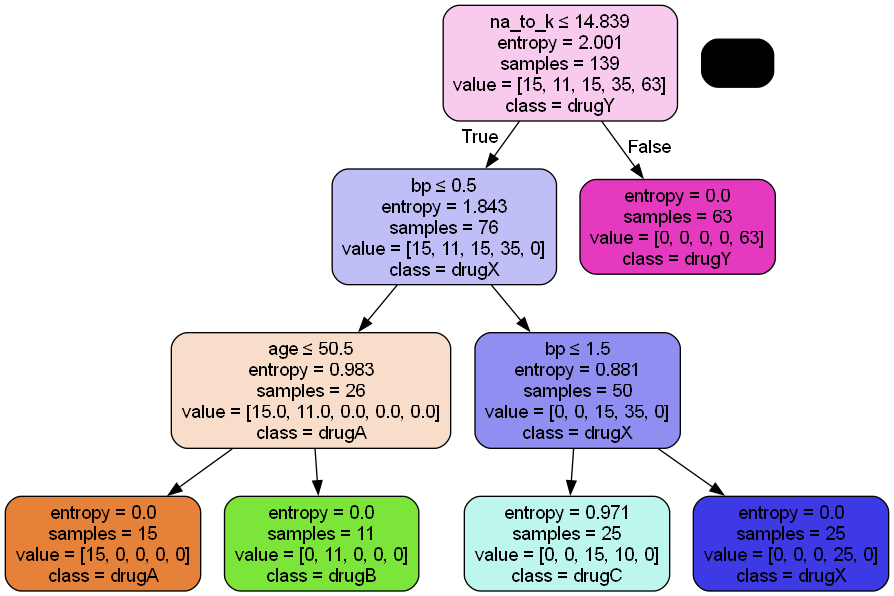 na_to_k ≤ 14.839
entropy = 2.001
samples = 139
value = [15, 11, 15, 35, 63]
class = drugY
True
False
bp ≤ 0.5
entropy = 1.843
samples = 76
value = [15, 11, 15, 35, 0]
class = drugX
entropy = 0.0
samples = 63
value = [0, 0, 0, 0, 63]
class = drugY
age ≤ 50.5
entropy = 0.983
samples = 26
value = [15.0, 11.0, 0.0, 0.0, 0.0]
class = drugA
bp ≤ 1.5
entropy = 0.881
samples = 50
value = [0, 0, 15, 35, 0]
class = drugX
entropy = 0.0
samples = 15
value = [15, 0, 0, 0, 0]
class = drugA
entropy = 0.0
samples = 11
value = [0, 11, 0, 0, 0]
class = drugB
entropy = 0.971
samples = 25
value = [0, 0, 15, 10, 0]
class = drugC
entropy = 0.0
samples = 25
value = [0, 0, 0, 25, 0]
class = drugX